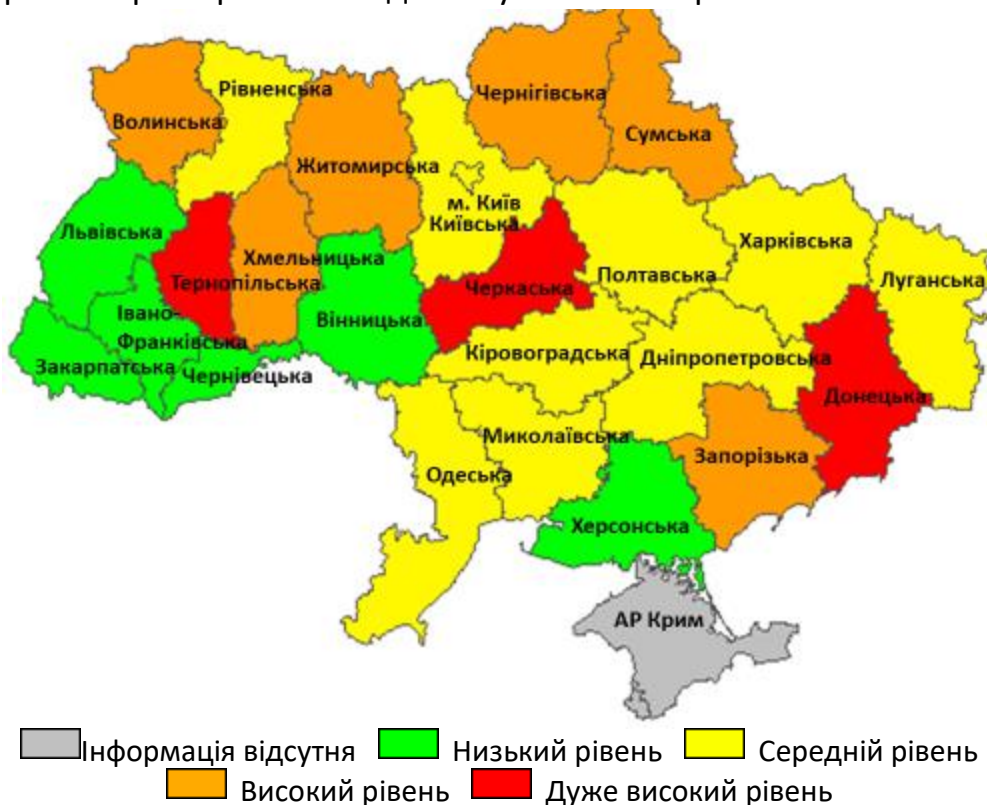 Чернігівська
Рівненська
Волинська
Сумська
Житомирська
м. Київ
Київська
Львівська
Хмельницька
Тернопільська
Черкаська
Полтавська
Харківська
Луганська
Івано-
Франківська
Вінницька
Закарпатська
Чернівецька
Кіровоградська
Дніпропетровська
Донецька
Миколаївська
Запорізька
Одеська
Херсонська
АР Крим
Інформація відсутня Низький рівень Середній рівень
Високий рівень Дуже високий рівень